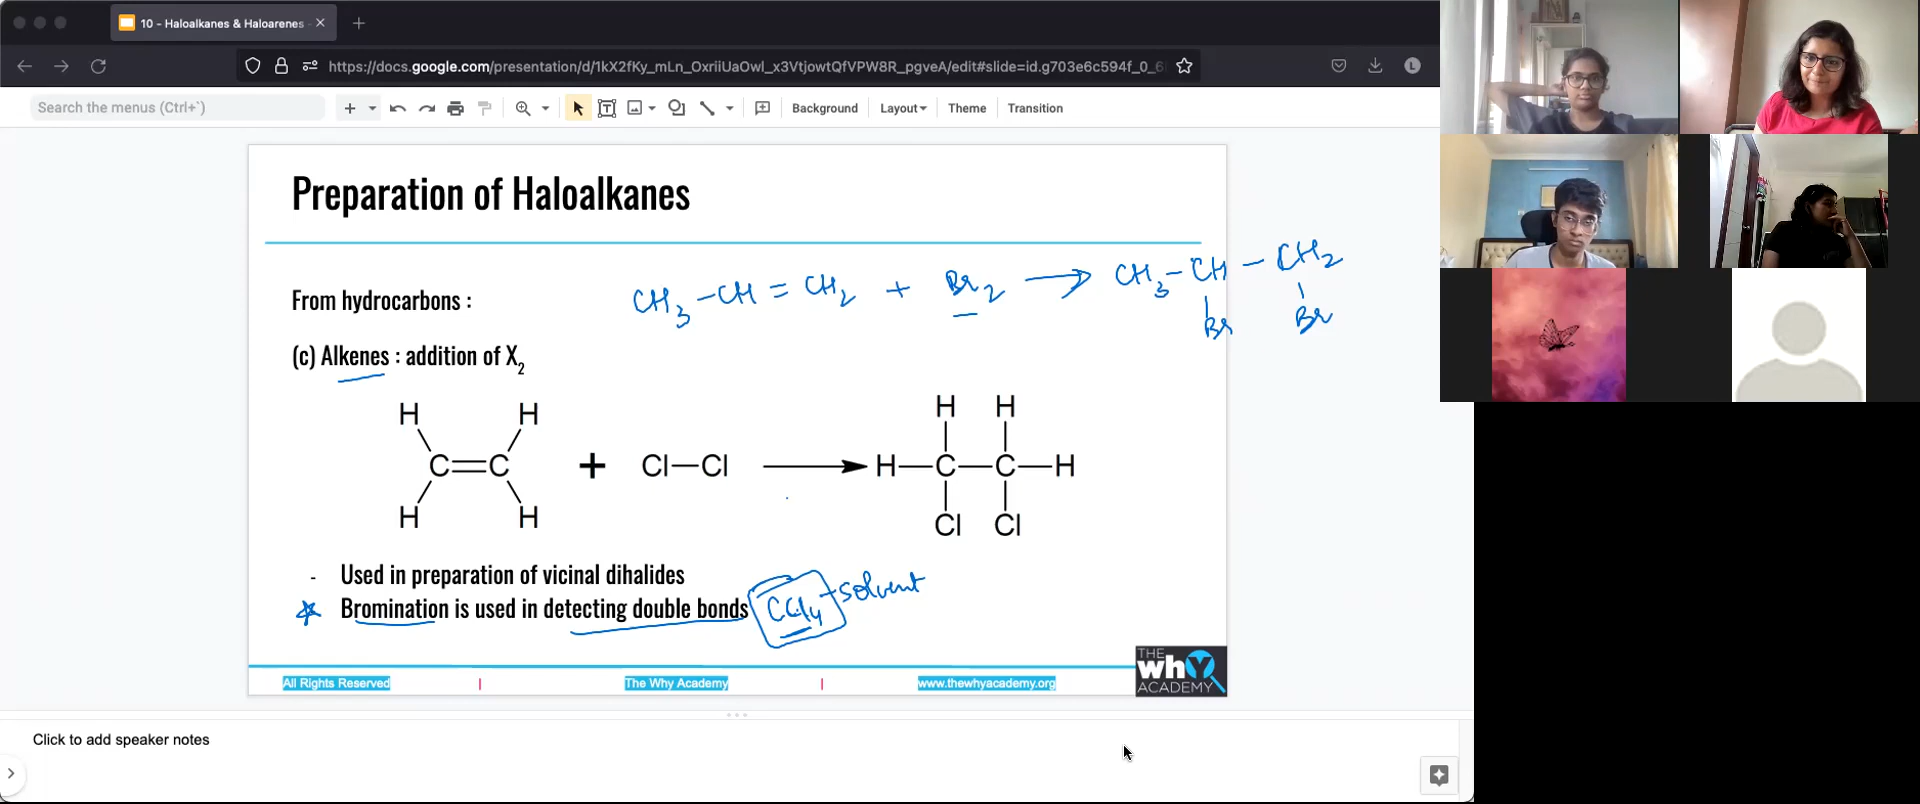 10 - Haloalkanes & Haloarenes
https://docs.google.com/presentation/d/1kX2fKy_mLn_OxriiUaOwl_x3VtjowtQfVPW8R_pgveA/edit#slide=id.g703e6c594f_0_6
L
Search the menus (Ctrl+`)
Background Layout Theme Transition
Preparation of Haloalkanes
From hydrocarbons :
CH3 - CH = CH2 + Br2 → CH3 - CH - CH2
Br Br
(c) Alkenes : addition of X2
H H H H
C=C + Cl-Cl → H-C-C-H
H H Cl Cl
- Used in preparation of vicinal dihalides
Bromination is used in detecting double bonds CCl4 - solvent
All Rights Reserved | The Why Academy | www.thewhyacademy.org
THE
whY
ACADEMY
Click to add speaker notes